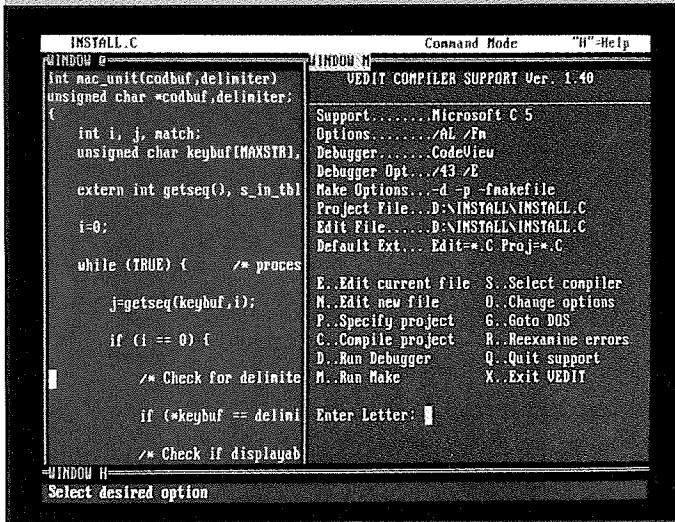 INSTALL.C Command Mode "H"=Help
WINDOW @
int mac_unit(codbuf,delimiter)
unsigned char *codbuf,delimiter;
{
int i, j, match;
unsigned char keybuf[MAXSTR],
extern int getseq(), s_in_tbl
i=0;
while (TRUE) { /* proces
j=getseq(keybuf,i);
if (i == 0) {
/* Check for delimite
if (*keybuf == delimi
/* Check if displayab
WINDOW M
VEDIT COMPILER SUPPORT Ver. 1.40
Support........Microsoft C 5
Options......../AL /Fm
Debugger.......CodeView
Debugger Opt.../43 /E
Make Options...-d -p -fmakefile
Project File...D:\INSTALL\INSTALL.C
Edit File......D:\INSTALL\INSTALL.C
Default Ext... Edit=*.C Proj=*.C
E..Edit current file S..Select compiler
N..Edit new file O..Change options
P..Specify project G..Goto DOS
C..Compile project R..Reexamine errors
D..Run Debugger Q..Quit support
M..Run Make X..Exit VEDIT
Enter Letter:
WINDOW H
Select desired option